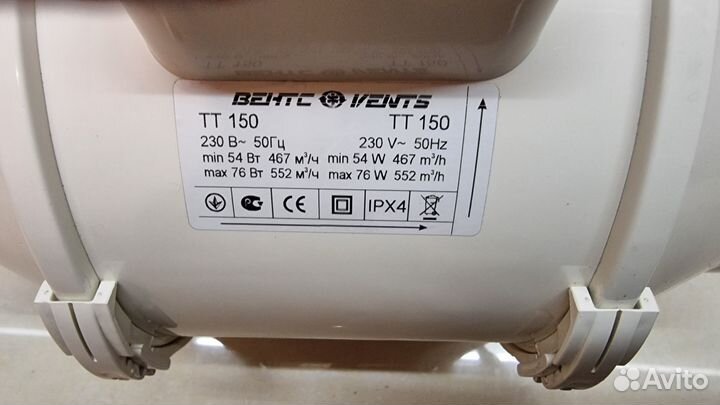 ВЕНТС VENTS
TT 150 TT 150
230 В~ 50Гц 230 V~ 50Hz
min 54 Вт 467 м³/ч min 54 W 467 m³/h
max 76 Вт 552 м³/ч max 76 W 552 m³/h
CE IPX4
Avito